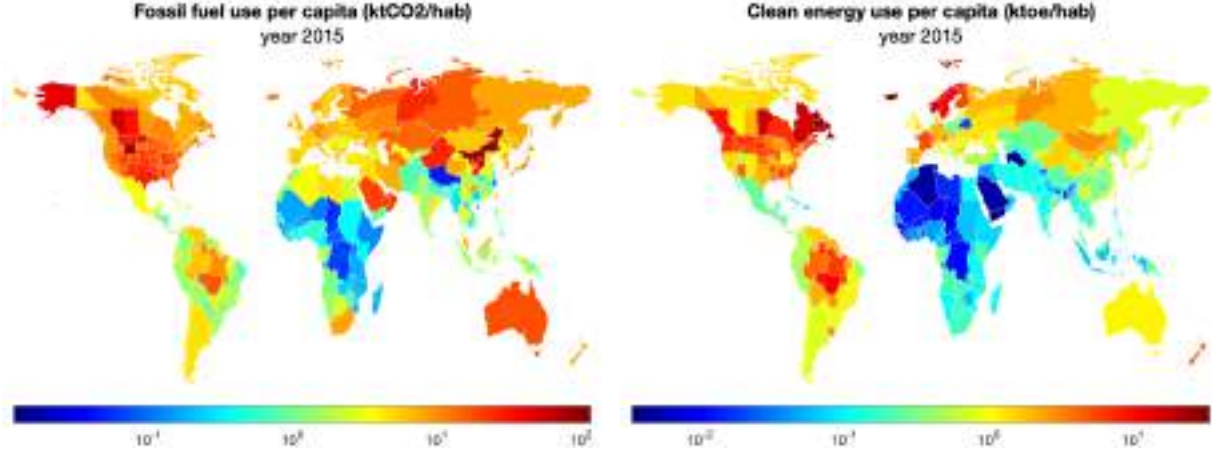 Fossil fuel use per capita (ktCO2/hab)
year 2015
10⁻¹ 10⁰ 10¹ 10²
Clean energy use per capita (ktoe/hab)
year 2015
10⁻² 10⁻¹ 10⁰ 10¹